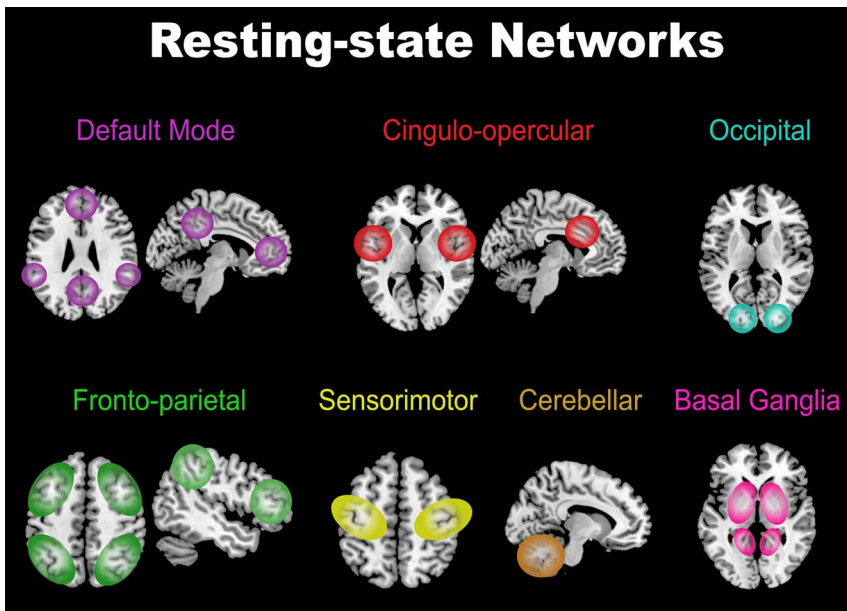 Resting-state Networks
Default Mode
Cingulo-opercular
Occipital
Fronto-parietal
Sensorimotor
Cerebellar
Basal Ganglia